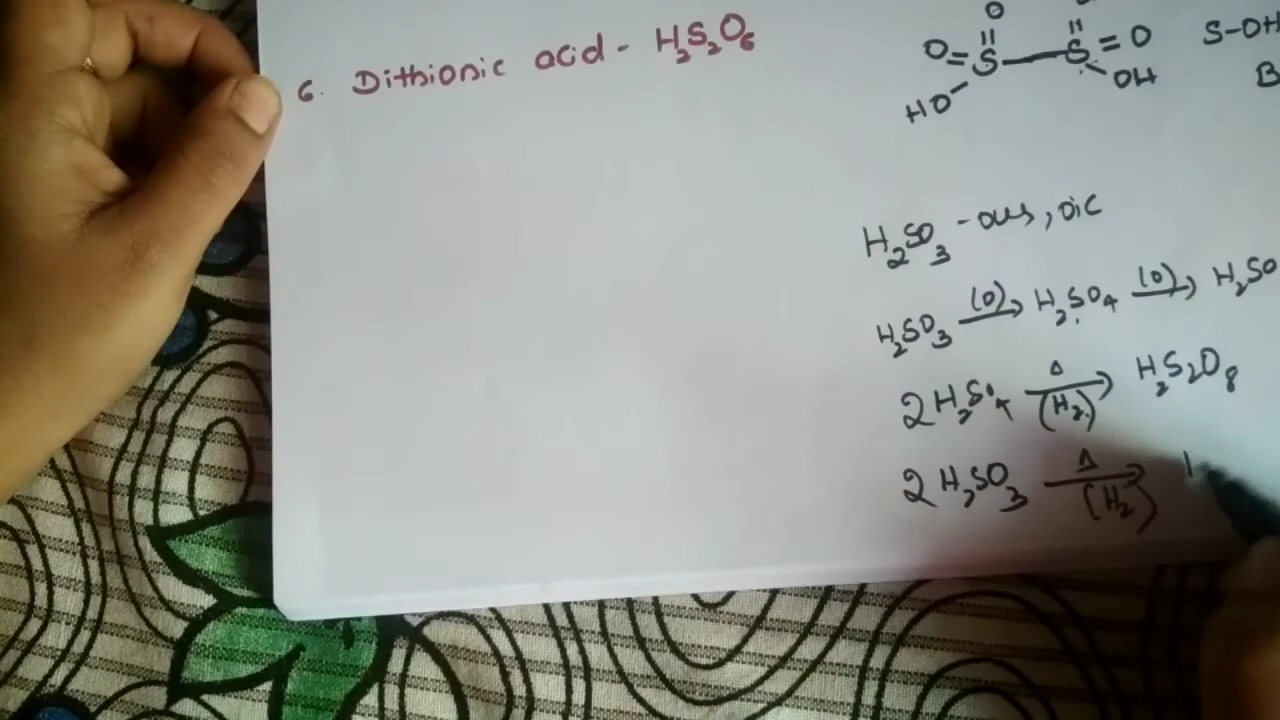 6. Dithionic acid - H2S2O6
O O
O=S—S=O S-OH
HO OH B
H2SO3 - ous, oic
H2SO3 (O)→ H2SO4 (O)→ H2SO
2H2SO4 Δ→ (H2) H2S2O8
2H2SO3 Δ→ (H2)